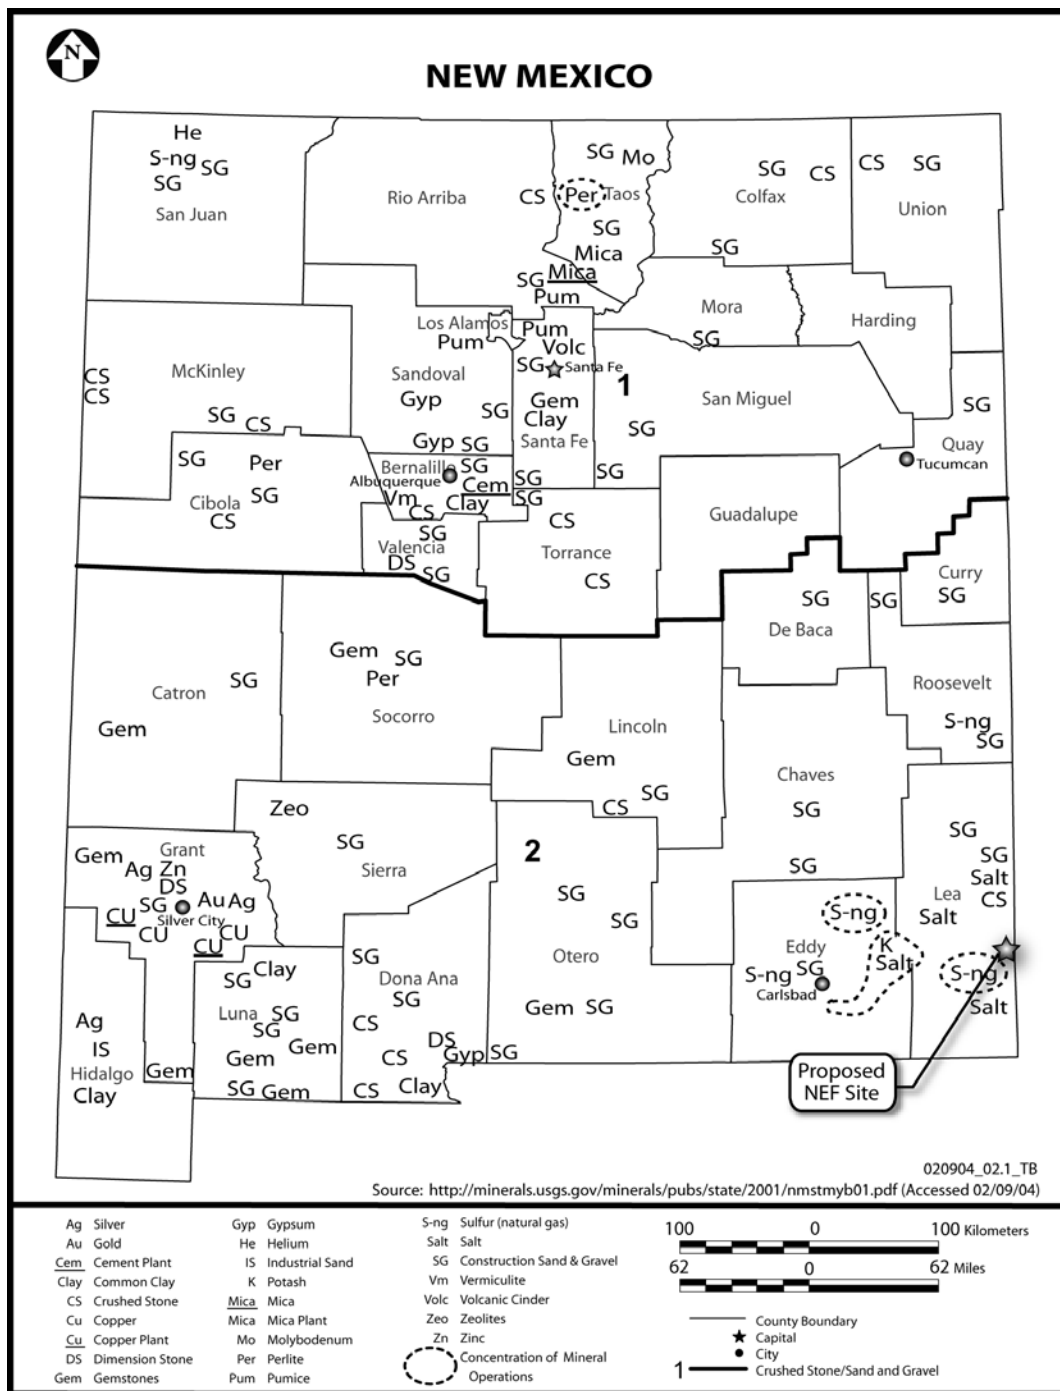 N
NEW MEXICO
He
S-ng SG
SG
San Juan
Rio Arriba
CS
SG Mo
Per Taos
SG
Mica
SG Mica
Pum
SG CS
Colfax
SG
CS SG
Union
Mora
SG
Harding
Los Alamos
Pum
Pum
Volc
SG Santa Fe
Gem
Clay
Santa Fe
SG
1
San Miguel
SG
SG
CS
CS
McKinley
SG CS
Sandoval
Gyp
SG
Gyp SG
SG
Quay
Tucumcan
SG Per
SG
Cibola
CS
Bernalillo SG
Albuquerque
Cem
Vm Clay
CS
SG
SG
Valencia
DS SG
CS
Torrance
CS
Guadalupe
Curry
SG
SG
SG
De Baca
Gem SG
Per
Socorro
SG
Catron
Gem
Roosevelt
S-ng
SG
Lincoln
Gem
SG
CS
Chaves
SG
SG
Zeo
SG
Sierra
2
SG
SG
Otero
Gem SG
Grant
Gem
Ag Zn
DS
SG
Au Ag
CU Silver City
CU CU
CU
SG
SG
Salt
Lea CS
Salt
S-ng
Salt
S-ng
Eddy K
Salt
S-ng SG
Carlsbad
SG Clay
Luna SG
SG
Gem Gem
SG Gem
SG
Dona Ana
SG
CS
DS
CS Gyp SG
CS Clay
Ag
IS
Hidalgo Gem
Clay
Proposed
NEF Site
020904_02.1_TB
Source: http://minerals.usgs.gov/minerals/pubs/state/2001/nmstmyb01.pdf (Accessed 02/09/04)
Ag Silver
Au Gold
Cem Cement Plant
Clay Common Clay
CS Crushed Stone
Cu Copper
Cu Copper Plant
DS Dimension Stone
Gem Gemstones
Gyp Gypsum
He Helium
IS Industrial Sand
K Potash
Mica Mica
Mica Mica Plant
Mo Molybodenum
Per Perlite
Pum Pumice
S-ng Sulfur (natural gas)
Salt Salt
SG Construction Sand & Gravel
Vm Vermiculite
Volc Volcanic Cinder
Zeo Zeolites
Zn Zinc
Concentration of Mineral
Operations
100 0 100 Kilometers
62 0 62 Miles
County Boundary
Capital
City
1 Crushed Stone/Sand and Gravel